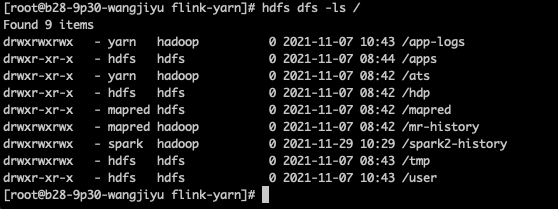 [root@b28-9p30-wangjiyu flink-yarn]# hdfs dfs -ls /
Found 9 items
drwxrwxrwx   - yarn   hadoop          0 2021-11-07 10:43 /app-logs
drwxr-xr-x   - hdfs   hdfs            0 2021-11-07 08:44 /apps
drwxr-xr-x   - yarn   hadoop          0 2021-11-07 08:42 /ats
drwxr-xr-x   - hdfs   hdfs            0 2021-11-07 08:42 /hdp
drwxr-xr-x   - mapred hdfs            0 2021-11-07 08:42 /mapred
drwxrwxrwx   - mapred hadoop          0 2021-11-07 08:42 /mr-history
drwxrwxrwx   - spark  hadoop          0 2021-11-29 10:29 /spark2-history
drwxrwxrwx   - hdfs   hdfs            0 2021-11-07 08:43 /tmp
drwxr-xr-x   - hdfs   hdfs            0 2021-11-07 10:43 /user
[root@b28-9p30-wangjiyu flink-yarn]#